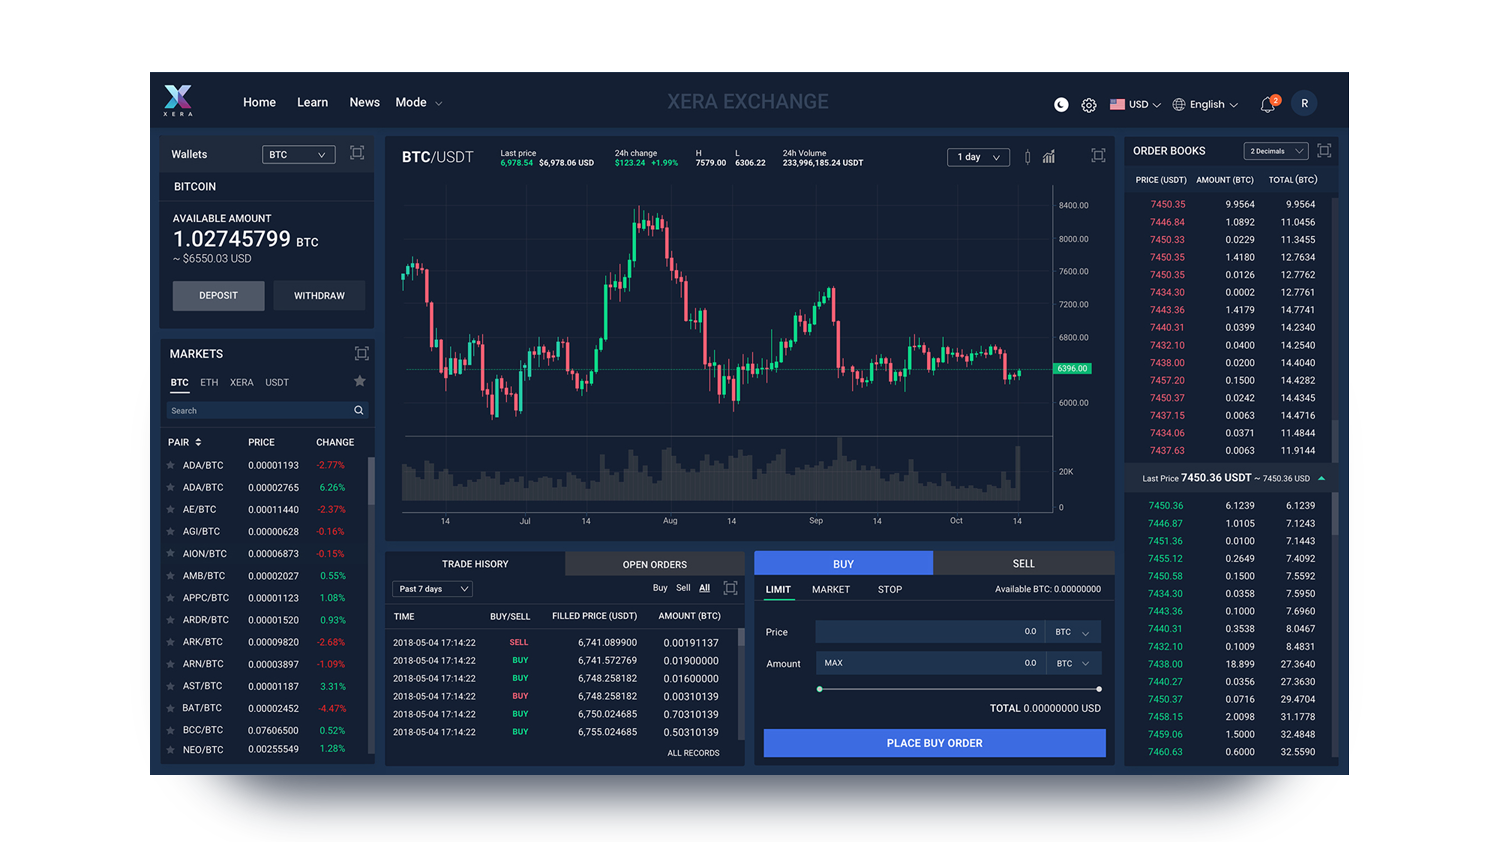 XERA
Home Learn News Mode
XERA EXCHANGE
USD English 2 R
Wallets BTC
BITCOIN
AVAILABLE AMOUNT
1.02745799 BTC
~ $6550.03 USD
DEPOSIT WITHDRAW
MARKETS
BTC ETH XERA USDT
Search
PAIR PRICE CHANGE
ADA/BTC 0.00001193 -2.77%
ADA/BTC 0.00002765 6.26%
AE/BTC 0.00011440 -2.37%
AGI/BTC 0.00000628 -0.16%
AION/BTC 0.00006873 -0.15%
AMB/BTC 0.00002027 0.55%
APPC/BTC 0.00001123 1.08%
ARDR/BTC 0.00001520 0.93%
ARK/BTC 0.00009820 -2.68%
ARN/BTC 0.00003897 -1.09%
AST/BTC 0.00001187 3.31%
BAT/BTC 0.00002452 -4.47%
BCC/BTC 0.07606500 0.52%
NEO/BTC 0.00255549 1.28%
BTC/USDT
Last price
6,978.54 $6,978.06 USD
24h change
$123.24 +1.99%
H
7579.00
L
6306.22
24h Volume
233,996,185.24 USDT
1 day
8400.00
8000.00
7600.00
7200.00
6800.00
6396.00
6000.00
20K
0
14 Jul 14 Aug 14 Sep 14 Oct 14
TRADE HISORY OPEN ORDERS
Past 7 days Buy Sell All
TIME BUY/SELL FILLED PRICE (USDT) AMOUNT (BTC)
2018-05-04 17:14:22 SELL 6,741.089900 0.00191137
2018-05-04 17:14:22 BUY 6,741.572769 0.01900000
2018-05-04 17:14:22 BUY 6,748.258182 0.01600000
2018-05-04 17:14:22 BUY 6,748.258182 0.00310139
2018-05-04 17:14:22 BUY 6,750.024685 0.70310139
2018-05-04 17:14:22 BUY 6,755.024685 0.50310139
ALL RECORDS
BUY SELL
LIMIT MARKET STOP Available BTC: 0.00000000
Price 0.0 BTC
Amount MAX 0.0 BTC
TOTAL 0.00000000 USD
PLACE BUY ORDER
ORDER BOOKS 2 Decimals
PRICE (USDT) AMOUNT (BTC) TOTAL (BTC)
7450.35 9.9564 9.9564
7446.84 1.0892 11.0456
7450.33 0.0229 11.3455
7450.35 1.4180 12.7634
7450.35 0.0126 12.7762
7434.30 0.0002 12.7761
7443.36 1.4179 14.7741
7440.31 0.0399 14.2340
7432.10 0.0400 14.2540
7438.00 0.0200 14.4040
7457.20 0.1500 14.4282
7450.37 0.0242 14.4345
7437.15 0.0063 14.4716
7434.06 0.0371 11.4844
7437.63 0.0063 11.9144
Last Price 7450.36 USDT ~ 7450.36 USD
7450.36 6.1239 6.1239
7446.87 1.0105 7.1243
7451.36 0.0100 7.1443
7455.12 0.2649 7.4092
7450.58 0.1500 7.5592
7434.30 0.0358 7.5950
7443.36 0.1000 7.6960
7440.31 0.3538 8.0467
7432.10 0.1009 8.4831
7438.00 18.899 27.3640
7440.27 0.0356 27.3630
7450.37 0.0716 29.4704
7458.15 2.0098 31.1778
7459.06 1.5000 32.4848
7460.63 0.6000 32.5590